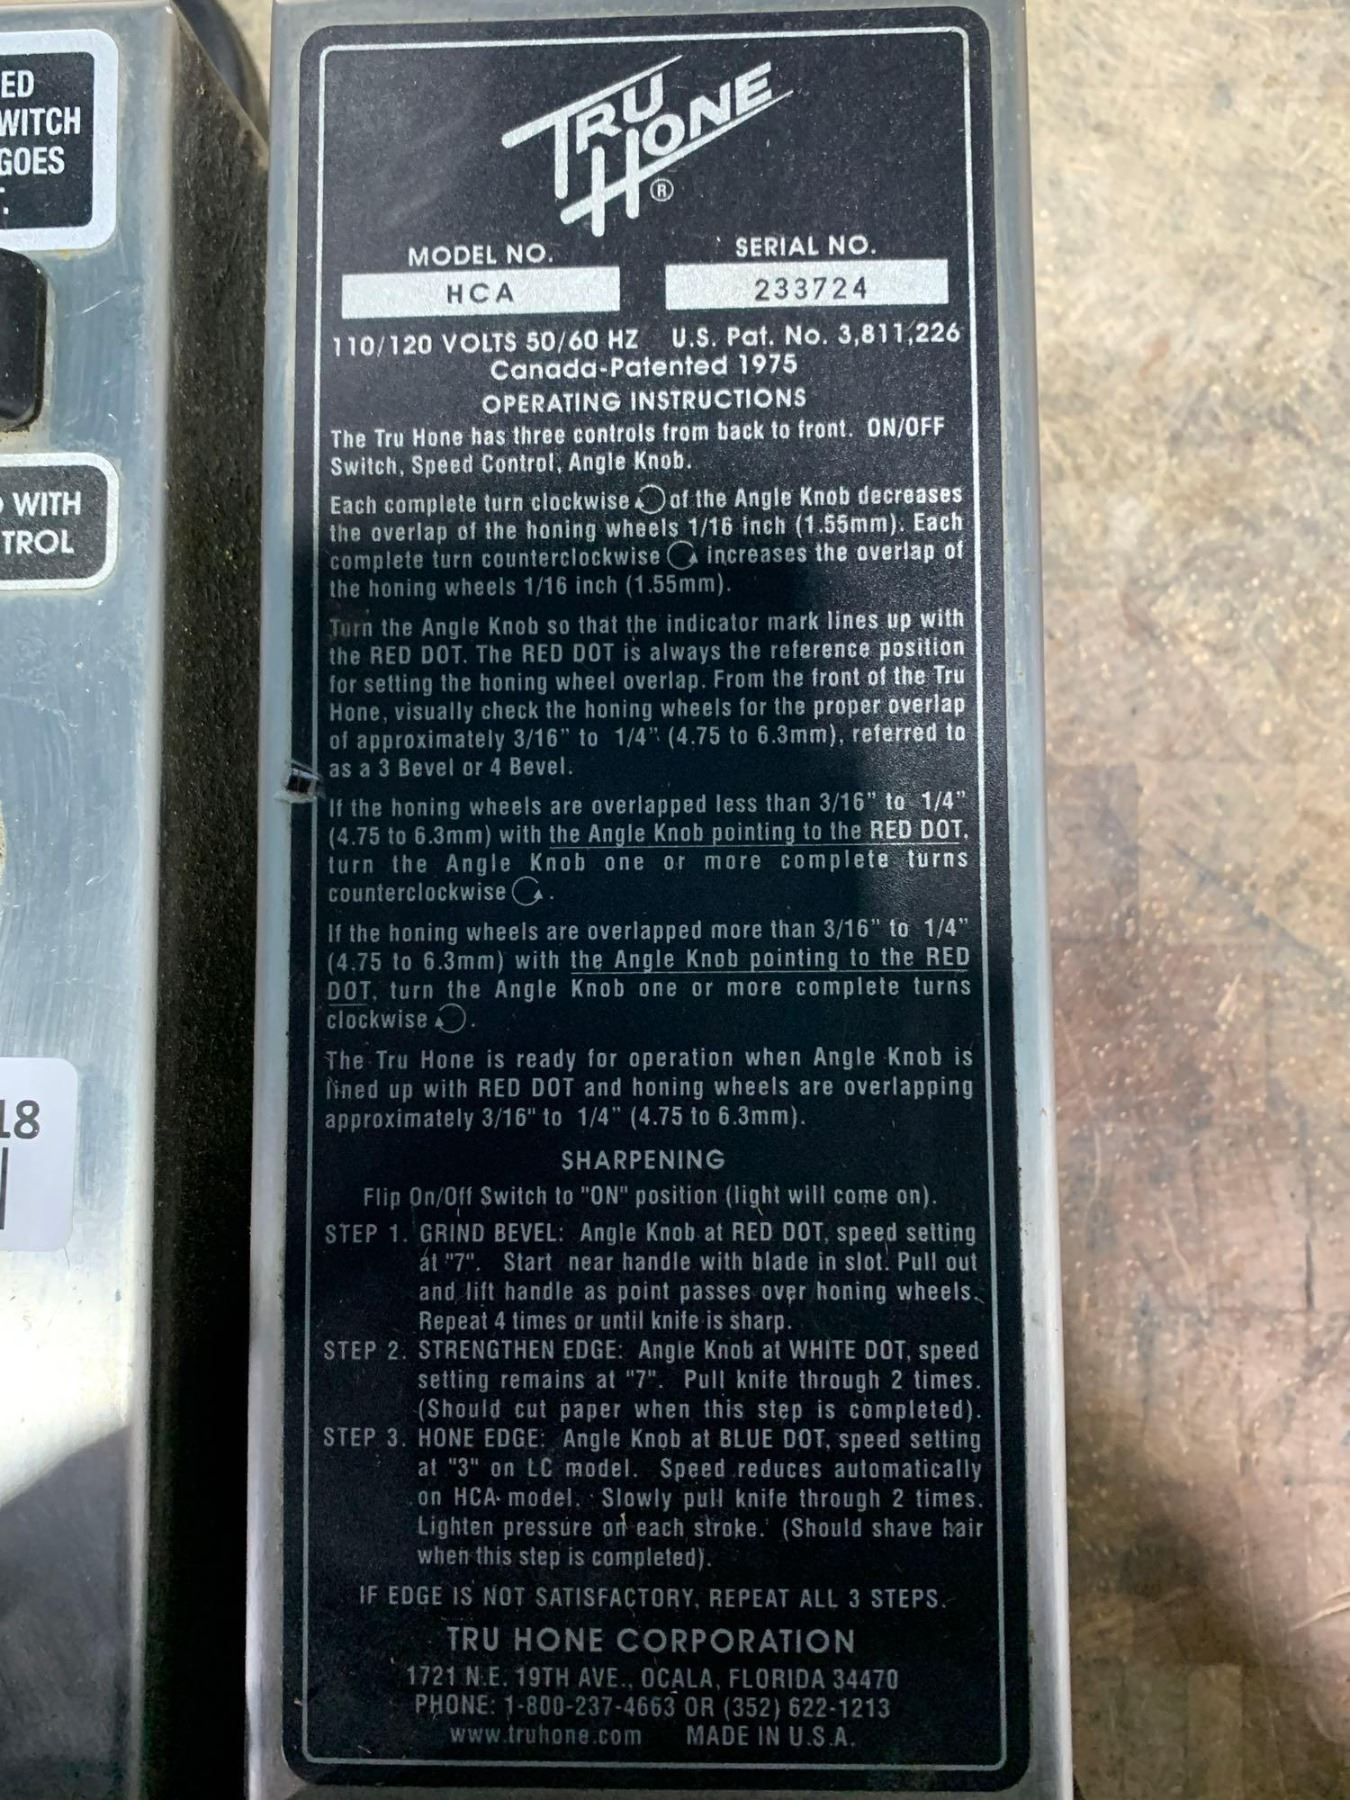 ED
WITCH
GOES
WITH
TROL
18
TRU
HONE
®
MODEL NO.
SERIAL NO.
HCA
233724
110/120 VOLTS 50/60 HZ U.S. Pat. No. 3,811,226
Canada-Patented 1975
OPERATING INSTRUCTIONS
The Tru Hone has three controls from back to front. ON/OFF
Switch, Speed Control, Angle Knob.
Each complete turn clockwise of the Angle Knob decreases
the overlap of the honing wheels 1/16 inch (1.55mm). Each
complete turn counterclockwise increases the overlap of
the honing wheels 1/16 inch (1.55mm).
Turn the Angle Knob so that the indicator mark lines up with
the RED DOT. The RED DOT is always the reference position
for setting the honing wheel overlap. From the front of the Tru
Hone, visually check the honing wheels for the proper overlap
of approximately 3/16" to 1/4" (4.75 to 6.3mm), referred to
as a 3 Bevel or 4 Bevel.
If the honing wheels are overlapped less than 3/16" to 1/4"
(4.75 to 6.3mm) with the Angle Knob pointing to the RED DOT,
turn the Angle Knob one or more complete turns
counterclockwise .
If the honing wheels are overlapped more than 3/16" to 1/4"
(4.75 to 6.3mm) with the Angle Knob pointing to the RED
DOT, turn the Angle Knob one or more complete turns
clockwise .
The Tru Hone is ready for operation when Angle Knob is
lined up with RED DOT and honing wheels are overlapping
approximately 3/16" to 1/4" (4.75 to 6.3mm).
SHARPENING
Flip On/Off Switch to "ON" position (light will come on).
STEP 1. GRIND BEVEL: Angle Knob at RED DOT, speed setting
at "7". Start near handle with blade in slot. Pull out
and lift handle as point passes over honing wheels.
Repeat 4 times or until knife is sharp.
STEP 2. STRENGTHEN EDGE: Angle Knob at WHITE DOT, speed
setting remains at "7". Pull knife through 2 times.
(Should cut paper when this step is completed).
STEP 3. HONE EDGE: Angle Knob at BLUE DOT, speed setting
at "3" on LC model. Speed reduces automatically
on HCA model. Slowly pull knife through 2 times.
Lighten pressure on each stroke. (Should shave hair
when this step is completed).
IF EDGE IS NOT SATISFACTORY, REPEAT ALL 3 STEPS.
TRU HONE CORPORATION
1721 N.E. 19TH AVE., OCALA, FLORIDA 34470
PHONE: 1-800-237-4663 OR (352) 622-1213
www.truhone.com MADE IN U.S.A.